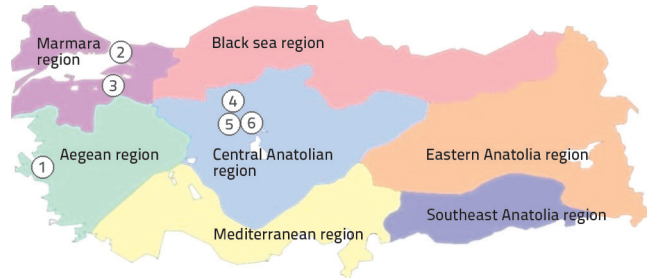 Marmara
region
2
3
Black sea region
4
5
6
1
Aegean region
Central Anatolian
region
Eastern Anatolia region
Southeast Anatolia region
Mediterranean region